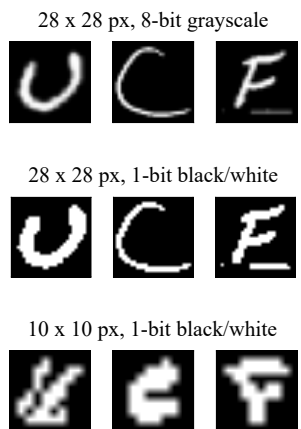 28 x 28 px, 8-bit grayscale
U C F
28 x 28 px, 1-bit black/white
U C F
10 x 10 px, 1-bit black/white